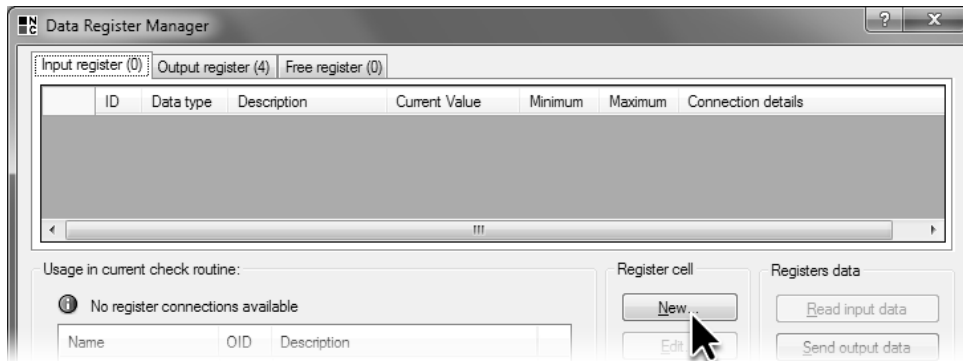 Data Register Manager
Input register (0) Output register (4) Free register (0)
ID Data type Description Current Value Minimum Maximum Connection details
Usage in current check routine:
No register connections available
Name OID Description
Register cell
New...
Edit
Registers data
Read input data
Send output data